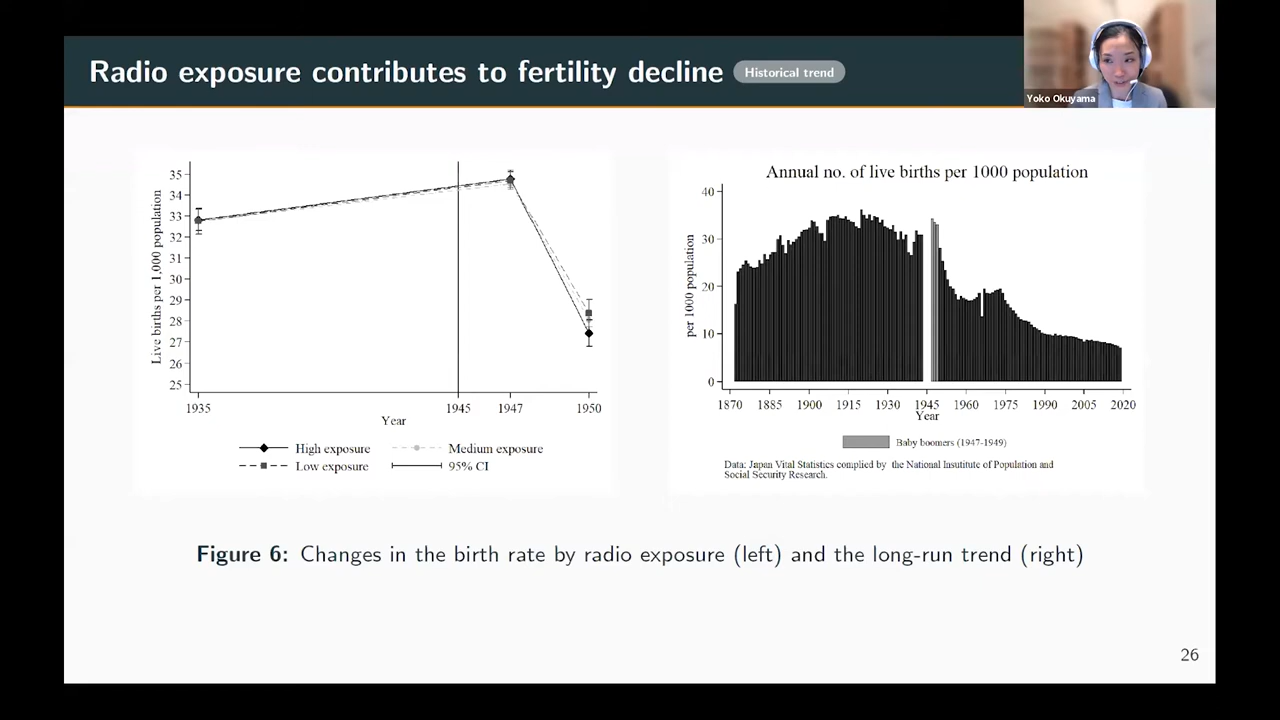 Radio exposure contributes to fertility decline Historical trend
Yoko Okuyama
Live births per 1,000 population
35
34
33
32
31
30
29
28
27
26
25
1935 1945 1947 1950
Year
High exposure Medium exposure
Low exposure 95% CI
Annual no. of live births per 1000 population
per 1000 population
40
30
20
10
0
1870 1885 1900 1915 1930 1945 1960 1975 1990 2005 2020
Year
Baby boomers (1947-1949)
Data: Japan Vital Statistics complied by the National Insutitute of Population and
Social Security Research.
Figure 6: Changes in the birth rate by radio exposure (left) and the long-run trend (right)
26